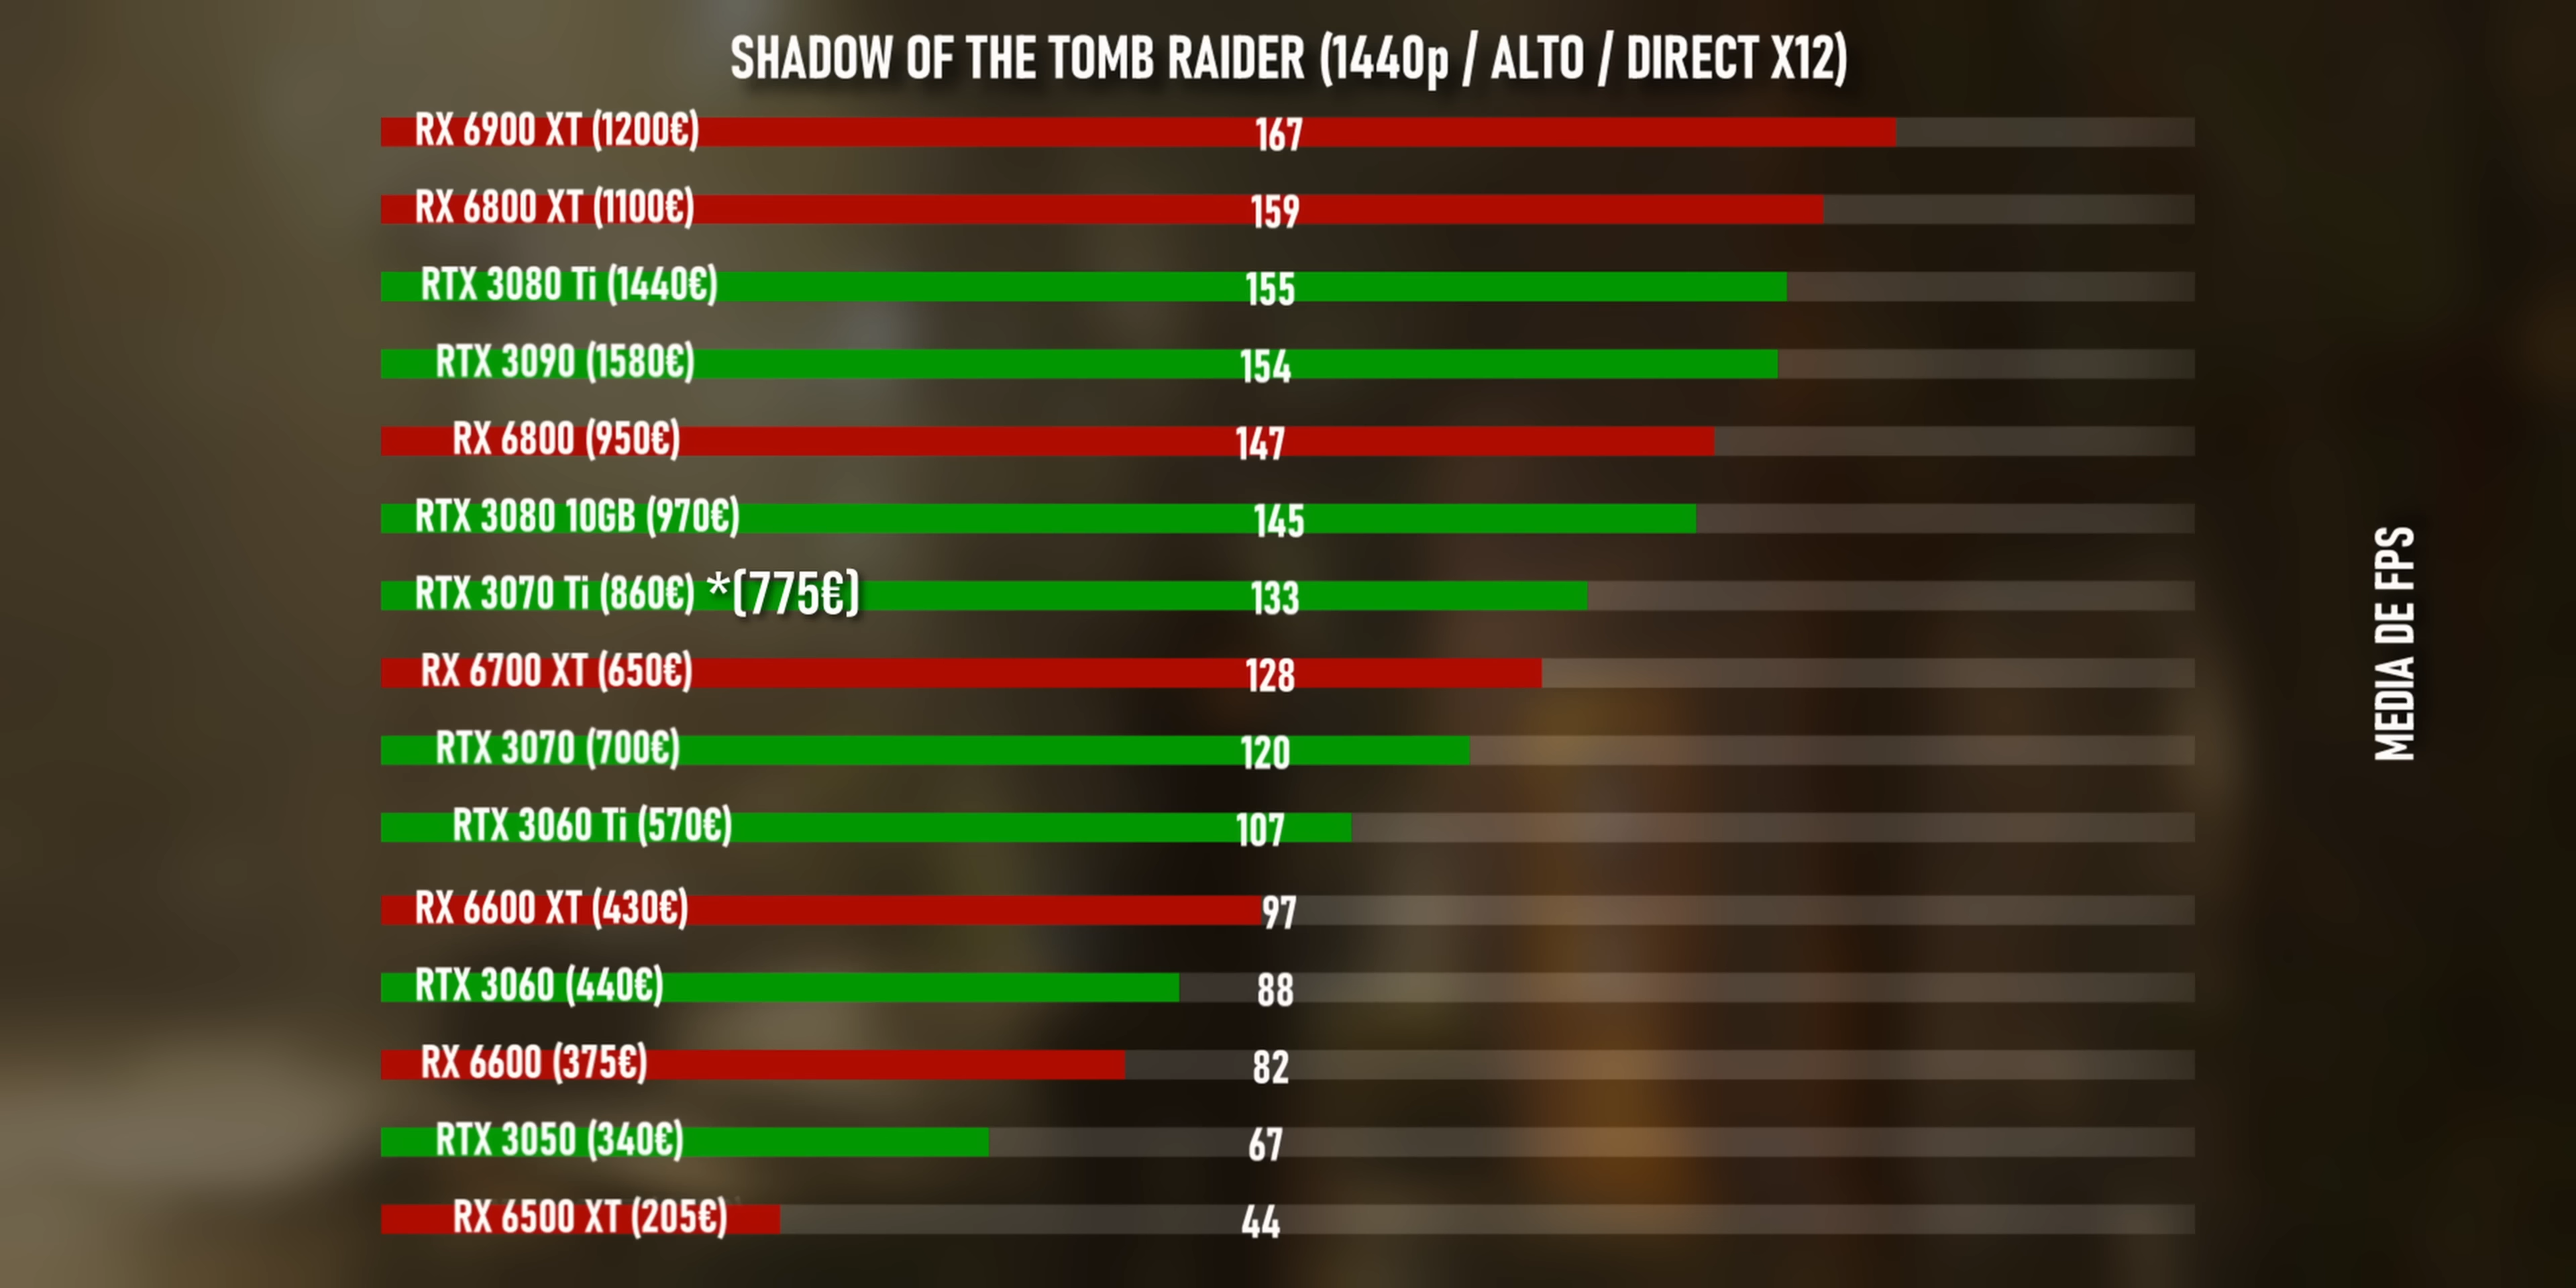 SHADOW OF THE TOMB RAIDER (1440p / ALTO / DIRECT X12)
RX 6900 XT (1200€) 167
RX 6800 XT (1100€) 159
RTX 3080 Ti (1440€) 155
RTX 3090 (1580€) 154
RX 6800 (950€) 147
RTX 3080 10GB (970€) 145
RTX 3070 Ti (860€) *(775€) 133
RX 6700 XT (650€) 128
RTX 3070 (700€) 120
RTX 3060 Ti (570€) 107
RX 6600 XT (430€) 97
RTX 3060 (440€) 88
RX 6600 (375€) 82
RTX 3050 (340€) 67
RX 6500 XT (205€) 44
MEDIA DE FPS